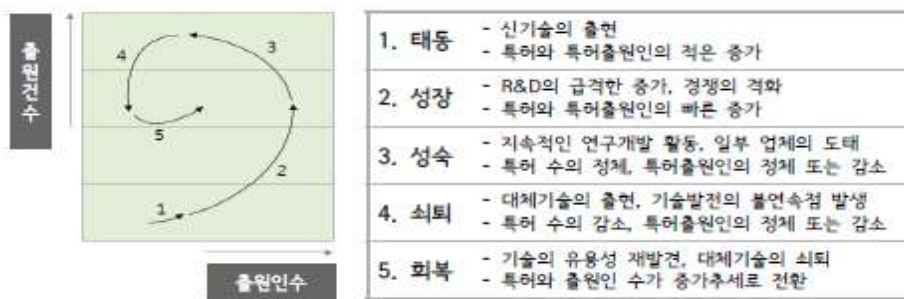 출원건수
4
3
5
2
1
출원인수
1. 태동
- 신기술의 출현
- 특허와 특허출원인의 적은 증가
2. 성장
- R&D의 급격한 증가, 경쟁의 격화
- 특허와 특허출원인의 빠른 증가
3. 성숙
- 지속적인 연구개발 활동, 일부 업체의 도태
- 특허 수의 정체, 특허출원인의 정체 또는 감소
4. 쇠퇴
- 대체기술의 출현, 기술발전의 불연속점 발생
- 특허 수의 감소, 특허출원인의 정체 또는 감소
5. 회복
- 기술의 유용성 재발견, 대체기술의 쇠퇴
- 특허와 출원인 수가 증가추세로 전환